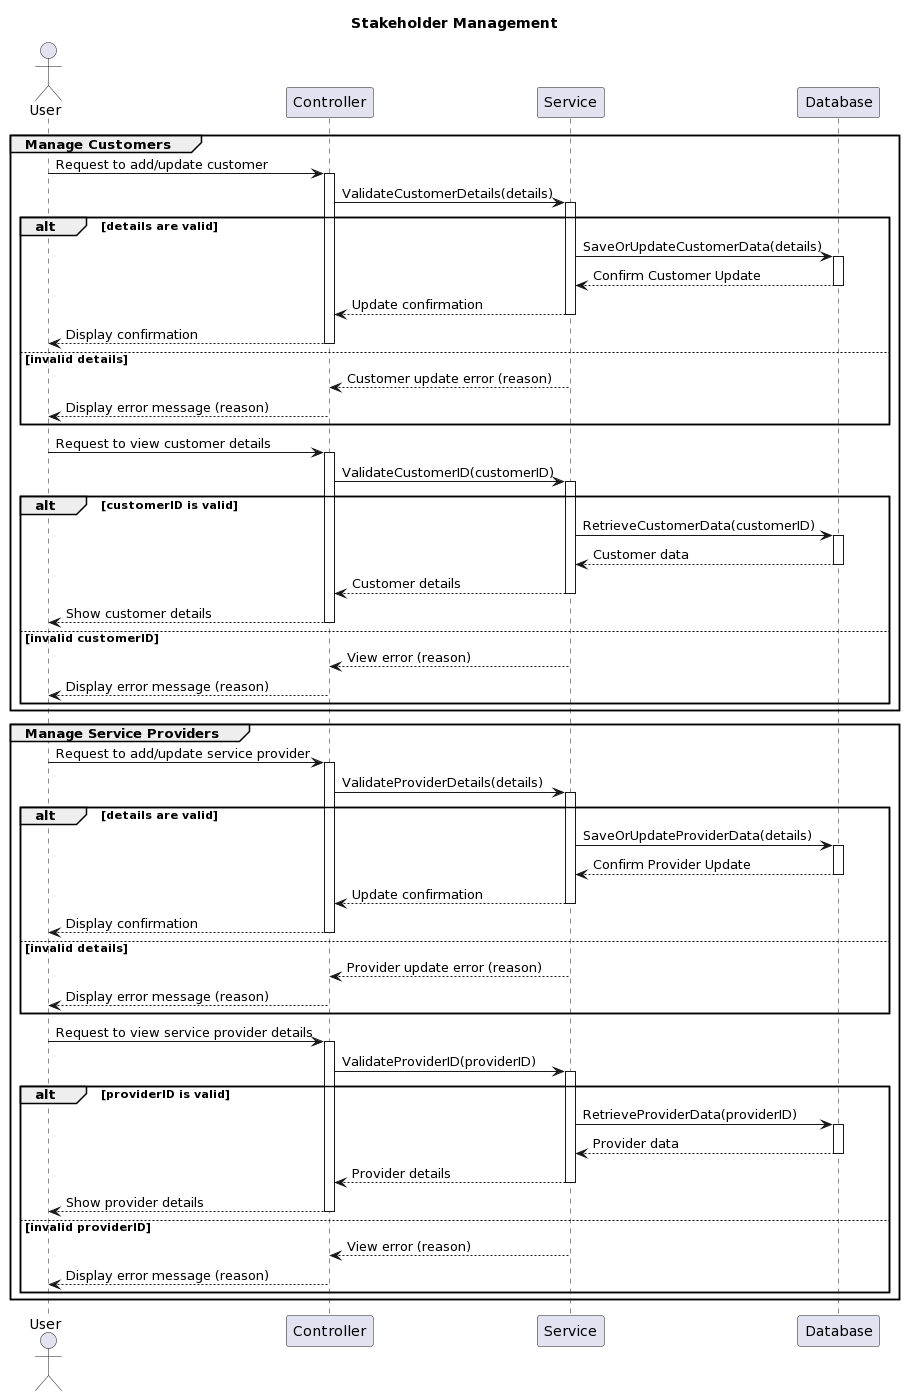 Stakeholder Management
User
Controller
Service
Database
Manage Customers
Request to add/update customer
ValidateCustomerDetails(details)
alt
[details are valid]
SaveOrUpdateCustomerData(details)
Confirm Customer Update
Update confirmation
Display confirmation
[invalid details]
Customer update error (reason)
Display error message (reason)
Request to view customer details
ValidateCustomerID(customerID)
alt
[customerID is valid]
RetrieveCustomerData(customerID)
Customer data
Customer details
Show customer details
[invalid customerID]
View error (reason)
Display error message (reason)
Manage Service Providers
Request to add/update service provider
ValidateProviderDetails(details)
alt
[details are valid]
SaveOrUpdateProviderData(details)
Confirm Provider Update
Update confirmation
Display confirmation
[invalid details]
Provider update error (reason)
Display error message (reason)
Request to view service provider details
ValidateProviderID(providerID)
alt
[providerID is valid]
RetrieveProviderData(providerID)
Provider data
Provider details
Show provider details
[invalid providerID]
View error (reason)
Display error message (reason)
User
Controller
Service
Database